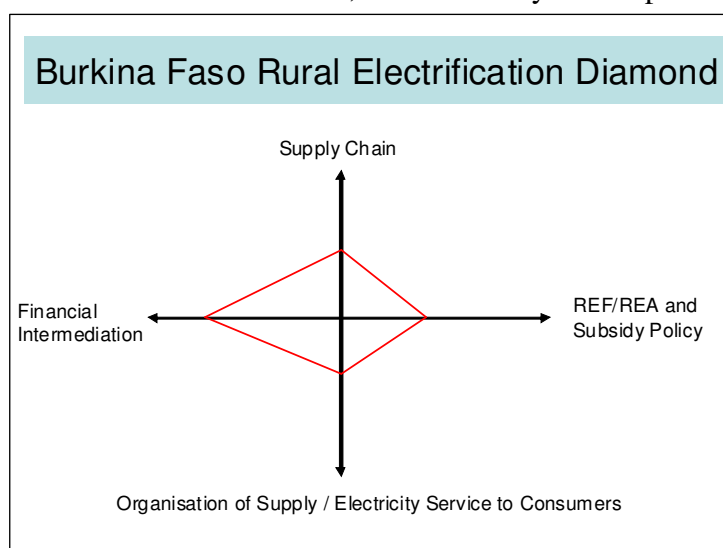 Burkina Faso Rural Electrification Diamond
Supply Chain
Financial
Intermediation
REF/REA and
Subsidy Policy
Organisation of Supply / Electricity Service to Consumers